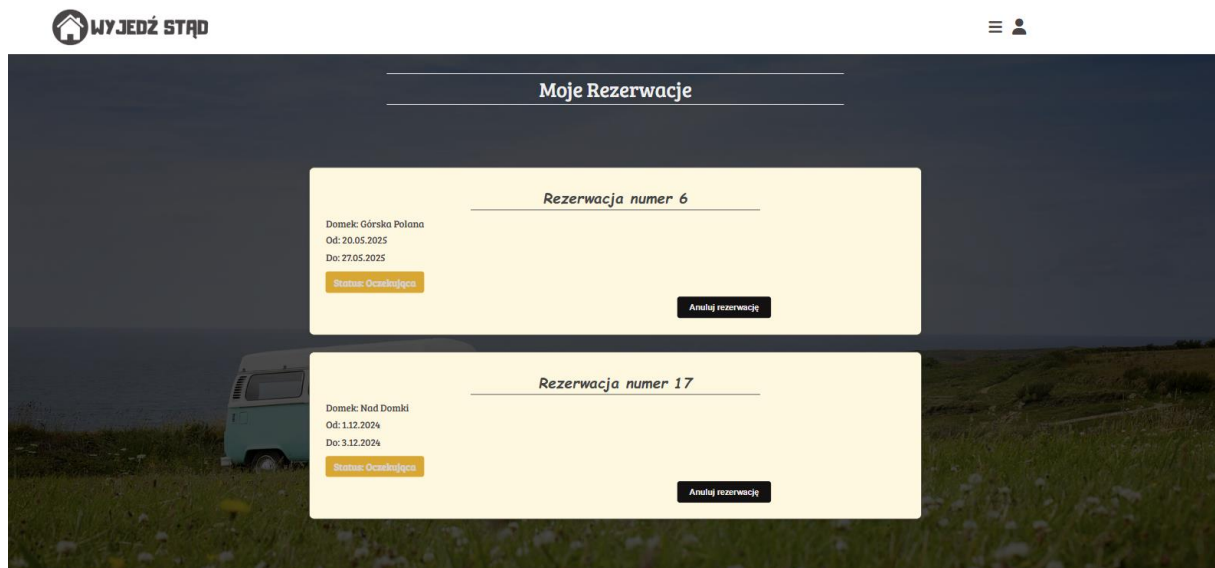 WYJEDŹ STĄD
Moje Rezerwacje
Rezerwacja numer 6
Domek: Górska Polana
Od: 20.05.2025
Do: 27.05.2025
Status: Oczekująca
Anuluj rezerwację
Rezerwacja numer 17
Domek: Nad Domki
Od: 1.12.2024
Do: 3.12.2024
Status: Oczekująca
Anuluj rezerwację